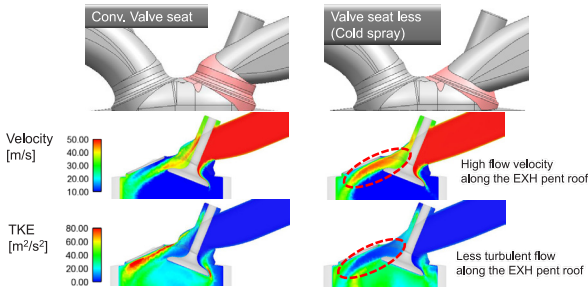 Conv. Valve seat
Valve seat less
(Cold spray)
Velocity
[m/s]
50.00
40.00
30.00
20.00
10.00
High flow velocity
along the EXH pent roof
TKE
[m²/s²]
80.00
60.00
40.00
20.00
0.00
Less turbulent flow
along the EXH pent roof